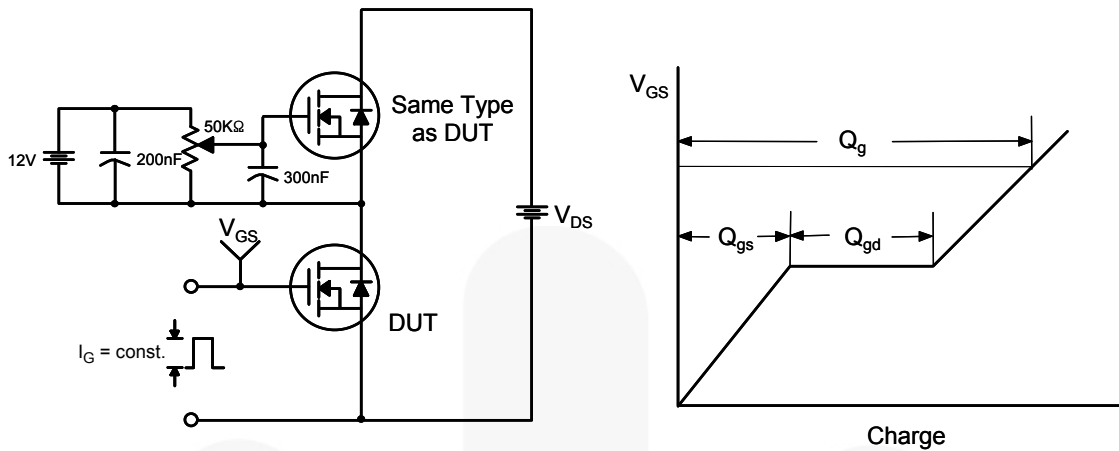 Same Type
as DUT
50KΩ
12V
200nF
300nF
V_GS
V_DS
DUT
I_G = const.
V_GS
Q_g
Q_gs
Q_gd
Charge